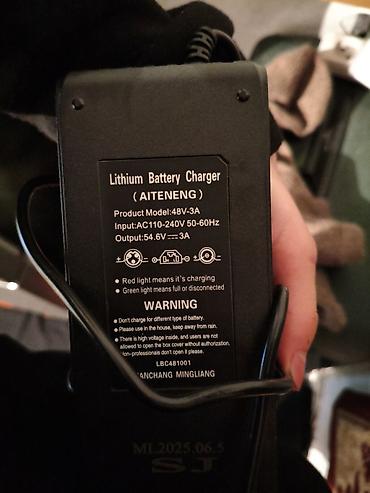 Lithium Battery Charger
( AITENENG )
Product Model:48V-3A
Input:AC110-240V 50-60Hz
Output:54.6V⎓3A
● Red light means it's charging
● Green light means full or disconnected
WARNING
● Don't charge for different type of battery.
● Please use in the house, keep away from rain.
● There is high voltage inside, and users are not
allowed to open the box cover without authorization,
Non-professionals don't open it please.
LBC481001
MINGLIANG
ML2025.06.5
SJ